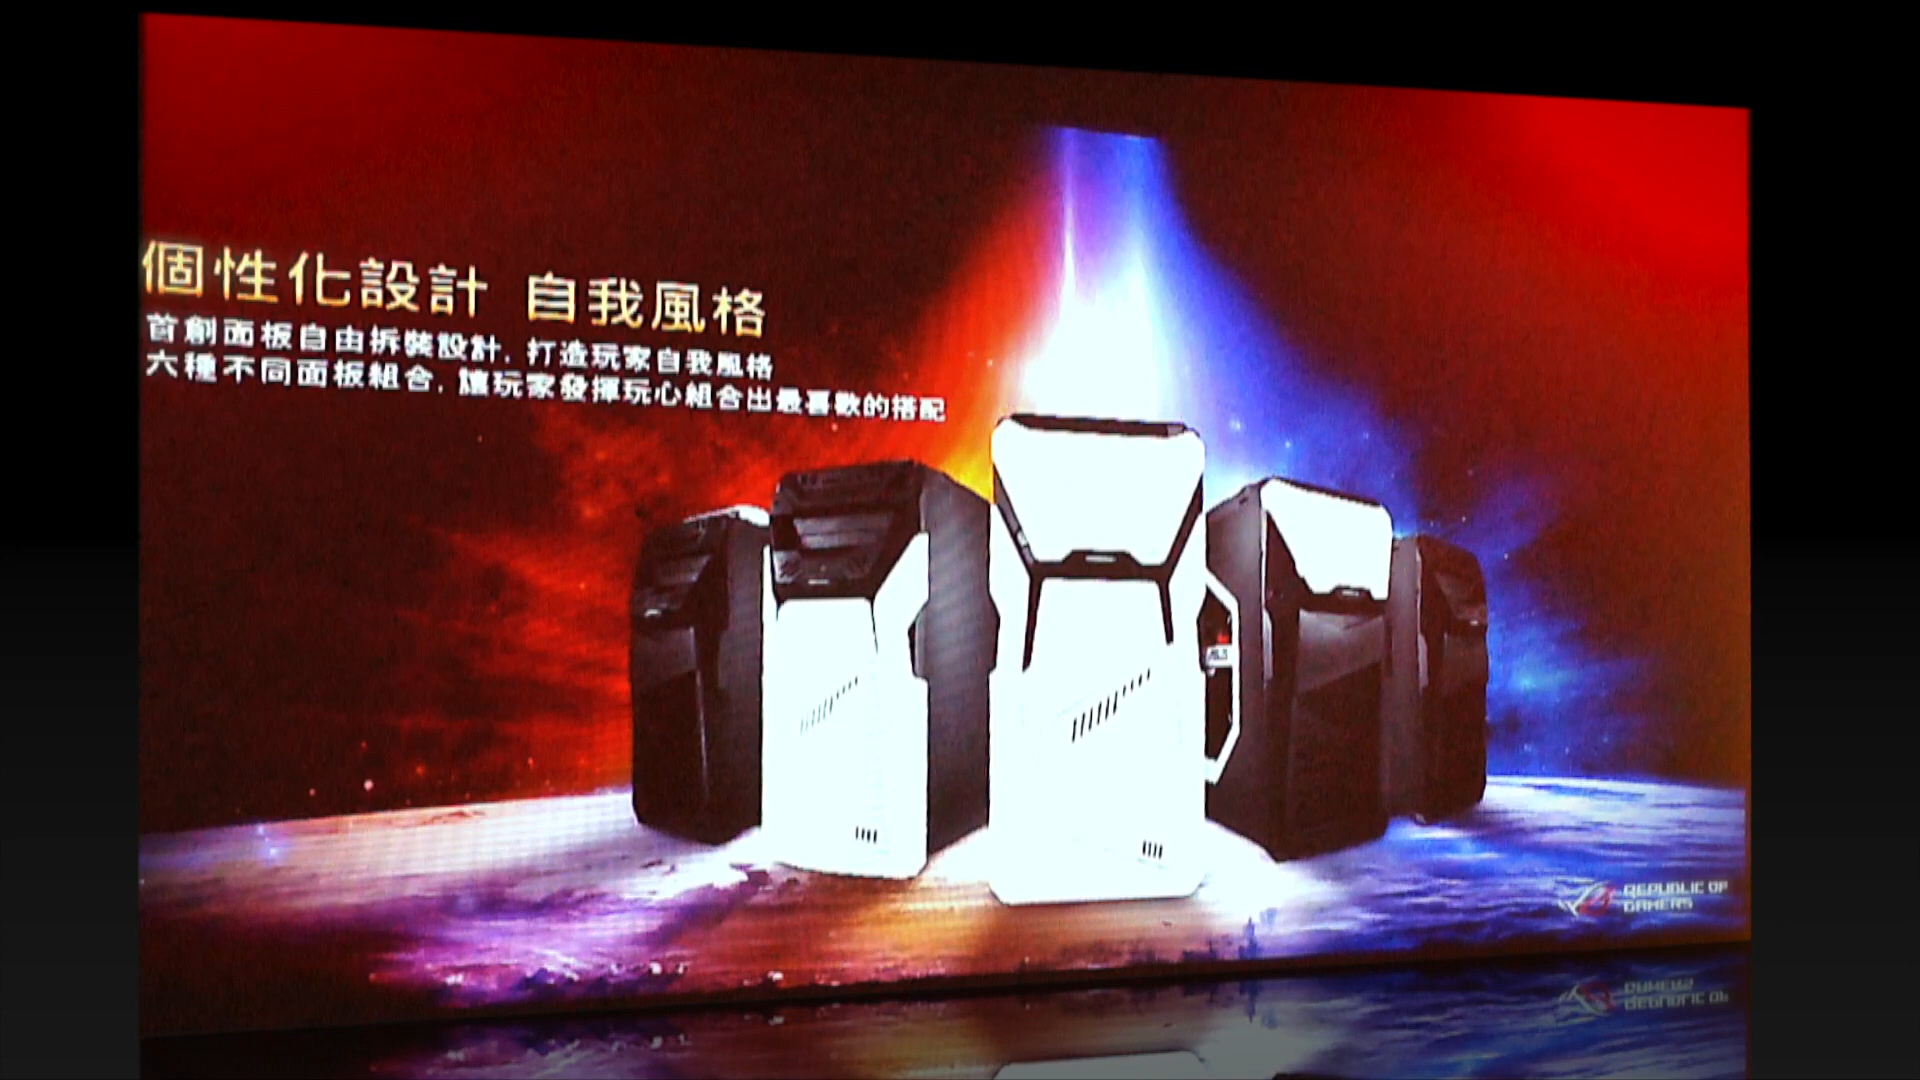 個性化設計 自我風格
首創面板自由拆裝設計, 打造玩家自我風格
六種不同面板組合, 讓玩家發揮玩心組合出最喜歡的搭配
REPUBLIC OF
GAMERS